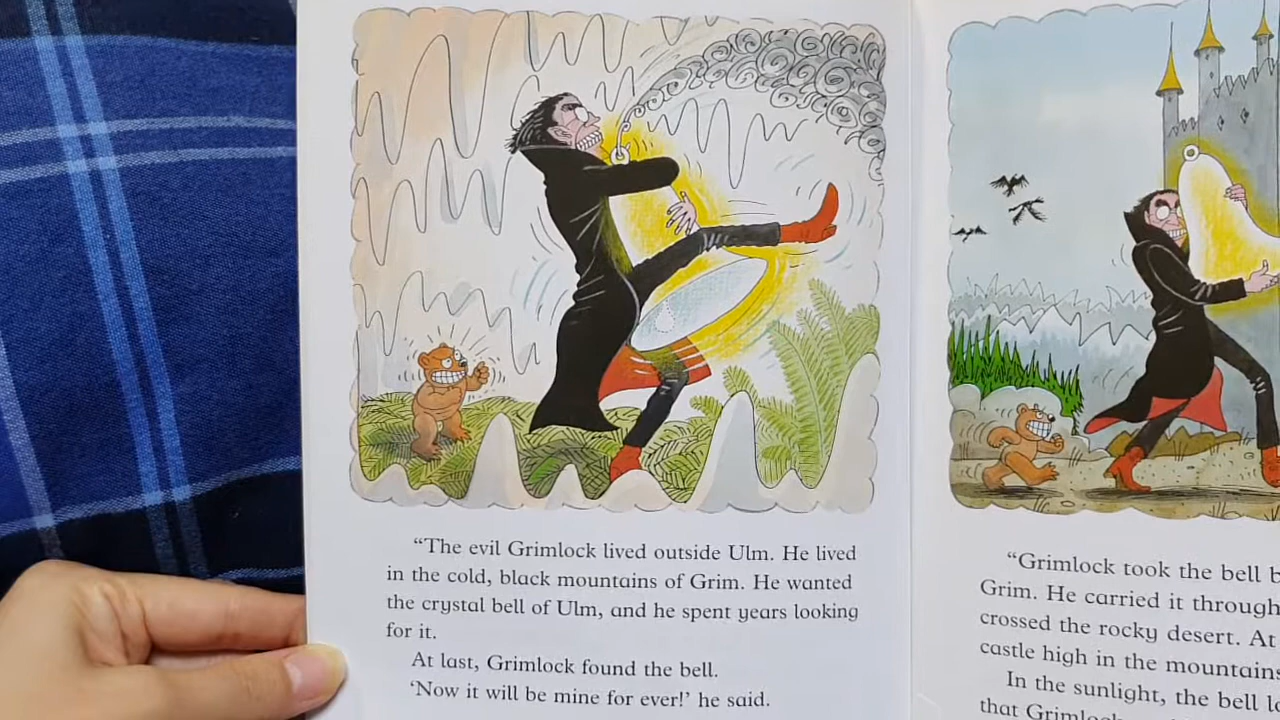 “The evil Grimlock lived outside Ulm. He lived
in the cold, black mountains of Grim. He wanted
the crystal bell of Ulm, and he spent years looking
for it.
At last, Grimlock found the bell.
‘Now it will be mine for ever!’ he said.
“Grimlock took the bell
Grim. He carried it through
crossed the rocky desert. At
castle high in the mountains
In the sunlight, the bell
that